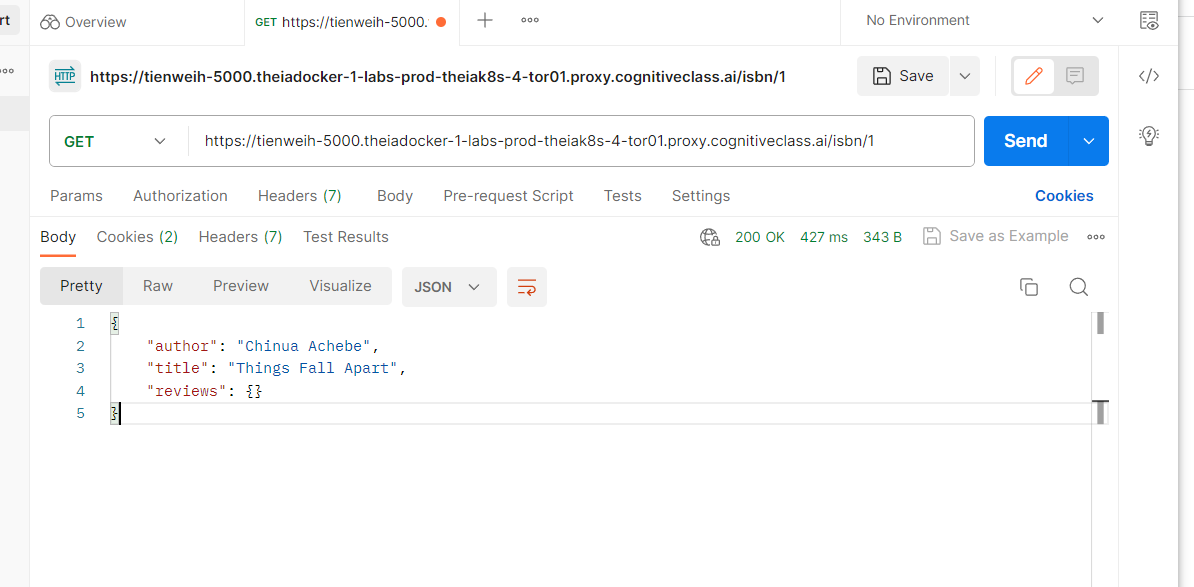 rt
Overview
GET https://tienweih-5000.
No Environment
HTTP
https://tienweih-5000.theiadocker-1-labs-prod-theiak8s-4-tor01.proxy.cognitiveclass.ai/isbn/1
Save
GET
https://tienweih-5000.theiadocker-1-labs-prod-theiak8s-4-tor01.proxy.cognitiveclass.ai/isbn/1
Send
Params Authorization Headers (7) Body Pre-request Script Tests Settings Cookies
Body Cookies (2) Headers (7) Test Results 200 OK 427 ms 343 B Save as Example
Pretty Raw Preview Visualize JSON
1 {
2 "author": "Chinua Achebe",
3 "title": "Things Fall Apart",
4 "reviews": {}
5 }